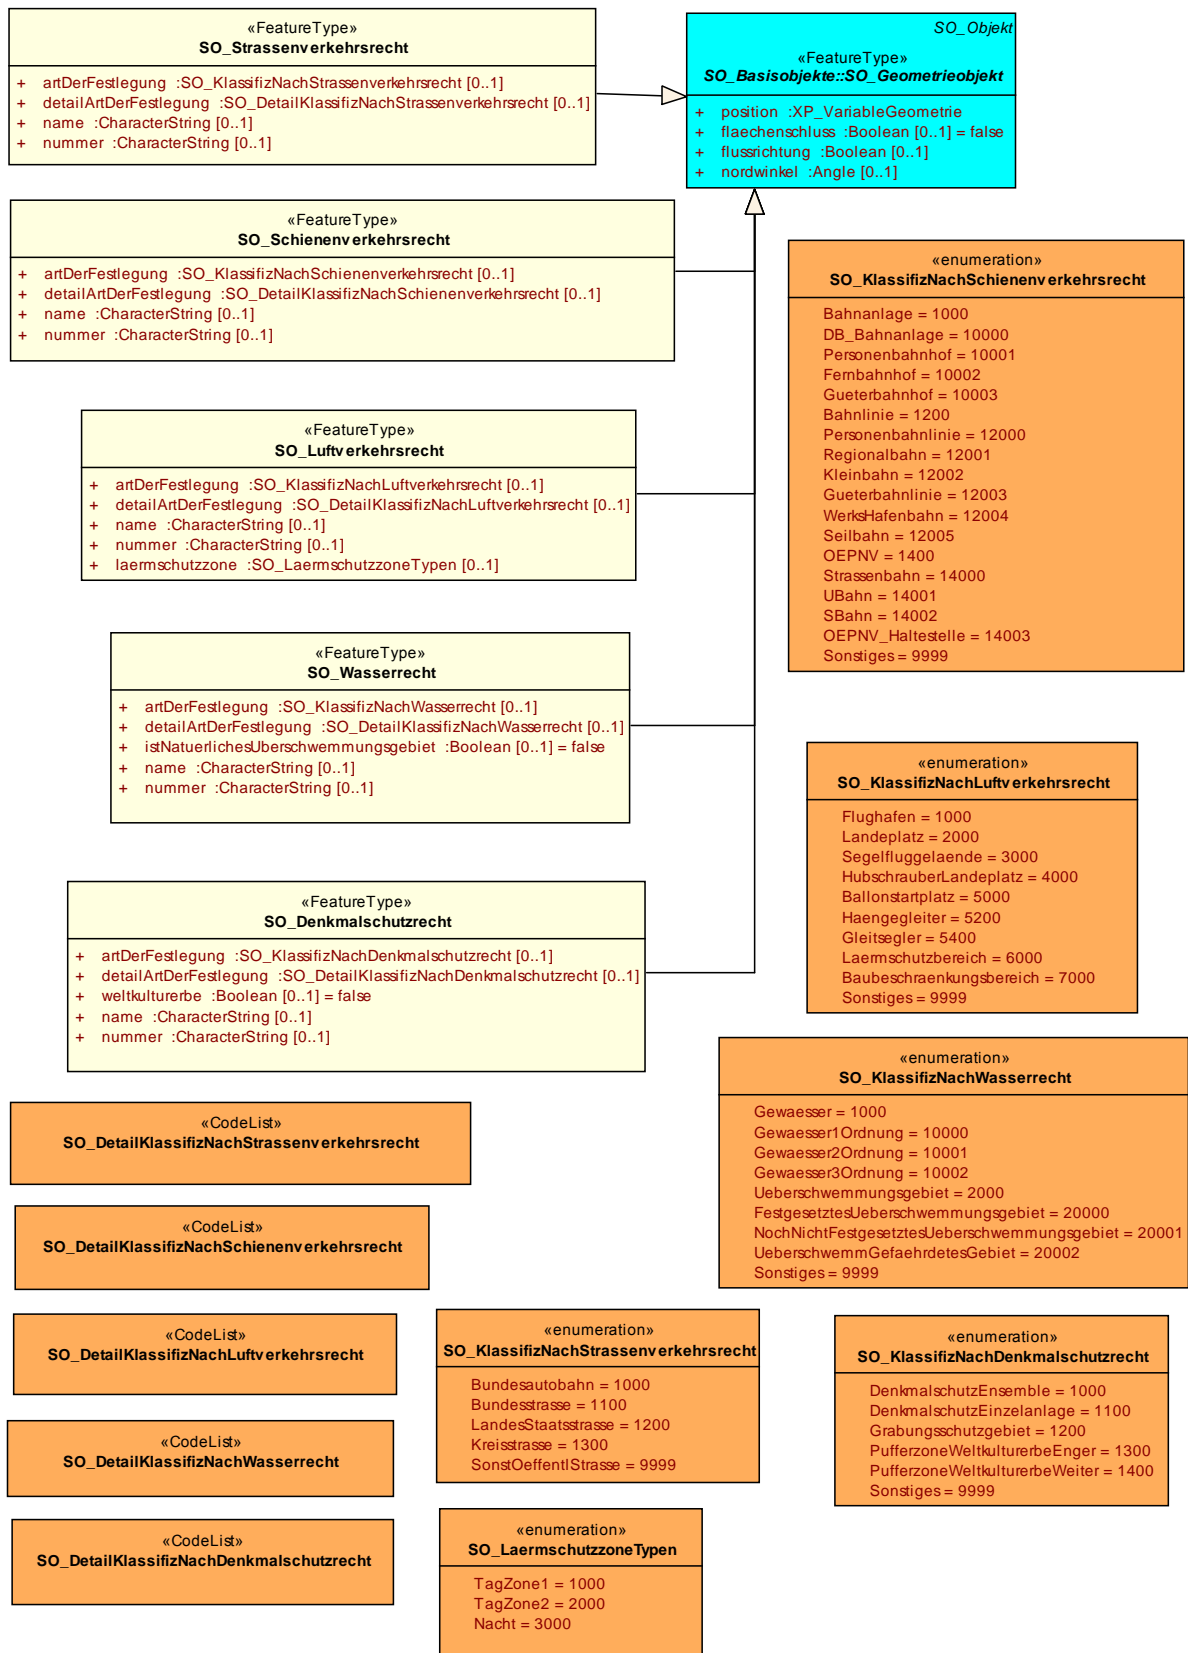 «FeatureType»
SO_Strassenverkehrsrecht
+ artDerFestlegung :SO_KlassifizNachStrassenverkehrsrecht [0..1]
+ detailArtDerFestlegung :SO_DetailKlassifizNachStrassenverkehrsrecht [0..1]
+ name :CharacterString [0..1]
+ nummer :CharacterString [0..1]
SO_Objekt
«FeatureType»
SO_Basisobjekte::SO_Geometrieobjekt
+ position :XP_VariableGeometrie
+ flaechenschluss :Boolean [0..1] = false
+ flussrichtung :Boolean [0..1]
+ nordwinkel :Angle [0..1]
«FeatureType»
SO_Schienenverkehrsrecht
+ artDerFestlegung :SO_KlassifizNachSchienenverkehrsrecht [0..1]
+ detailArtDerFestlegung :SO_DetailKlassifizNachSchienenverkehrsrecht [0..1]
+ name :CharacterString [0..1]
+ nummer :CharacterString [0..1]
«enumeration»
SO_KlassifizNachSchienenverkehrsrecht
Bahnanlage = 1000
DB_Bahnanlage = 10000
Personenbahnhof = 10001
Fernbahnhof = 10002
Gueterbahnhof = 10003
Bahnlinie = 1200
Personenbahnlinie = 12000
Regionalbahn = 12001
Kleinbahn = 12002
Gueterbahnlinie = 12003
WerksHafenbahn = 12004
Seilbahn = 12005
OEPNV = 1400
Strassenbahn = 14000
UBahn = 14001
SBahn = 14002
OEPNV_Haltestelle = 14003
Sonstiges = 9999
«FeatureType»
SO_Luftverkehrsrecht
+ artDerFestlegung :SO_KlassifizNachLuftverkehrsrecht [0..1]
+ detailArtDerFestlegung :SO_DetailKlassifizNachLuftverkehrsrecht [0..1]
+ name :CharacterString [0..1]
+ nummer :CharacterString [0..1]
+ laermschutzzone :SO_LaermschutzzoneTypen [0..1]
«FeatureType»
SO_Wasserrecht
+ artDerFestlegung :SO_KlassifizNachWasserrecht [0..1]
+ detailArtDerFestlegung :SO_DetailKlassifizNachWasserrecht [0..1]
+ istNatuerlichesUberschwemmungsgebiet :Boolean [0..1] = false
+ name :CharacterString [0..1]
+ nummer :CharacterString [0..1]
«enumeration»
SO_KlassifizNachLuftverkehrsrecht
Flughafen = 1000
Landeplatz = 2000
Segelfluggelaende = 3000
HubschrauberLandeplatz = 4000
Ballonstartplatz = 5000
Haengegleiter = 5200
Gleitsegler = 5400
Laermschutzbereich = 6000
Baubeschraenkungsbereich = 7000
Sonstiges = 9999
«FeatureType»
SO_Denkmalschutzrecht
+ artDerFestlegung :SO_KlassifizNachDenkmalschutzrecht [0..1]
+ detailArtDerFestlegung :SO_DetailKlassifizNachDenkmalschutzrecht [0..1]
+ weltkulturerbe :Boolean [0..1] = false
+ name :CharacterString [0..1]
+ nummer :CharacterString [0..1]
«enumeration»
SO_KlassifizNachWasserrecht
Gewaesser = 1000
Gewaesser1Ordnung = 10000
Gewaesser2Ordnung = 10001
Gewaesser3Ordnung = 10002
Ueberschwemmungsgebiet = 2000
FestgesetztesUeberschwemmungsgebiet = 20000
NochNichtFestgesetztesUeberschwemmungsgebiet = 20001
UeberschwemmGefaehrdetesGebiet = 20002
Sonstiges = 9999
«CodeList»
SO_DetailKlassifizNachStrassenverkehrsrecht
«CodeList»
SO_DetailKlassifizNachSchienenverkehrsrecht
«CodeList»
SO_DetailKlassifizNachLuftverkehrsrecht
«CodeList»
SO_DetailKlassifizNachWasserrecht
«CodeList»
SO_DetailKlassifizNachDenkmalschutzrecht
«enumeration»
SO_KlassifizNachStrassenverkehrsrecht
Bundesautobahn = 1000
Bundesstrasse = 1100
LandesStaatsstrasse = 1200
Kreisstrasse = 1300
SonstOeffentlStrasse = 9999
«enumeration»
SO_KlassifizNachDenkmalschutzrecht
DenkmalschutzEnsemble = 1000
DenkmalschutzEinzelanlage = 1100
Grabungsschutzgebiet = 1200
PufferzoneWeltkulturerbeEnger = 1300
PufferzoneWeltkulturerbeWeiter = 1400
Sonstiges = 9999
«enumeration»
SO_LaermschutzzoneTypen
TagZone1 = 1000
TagZone2 = 2000
Nacht = 3000